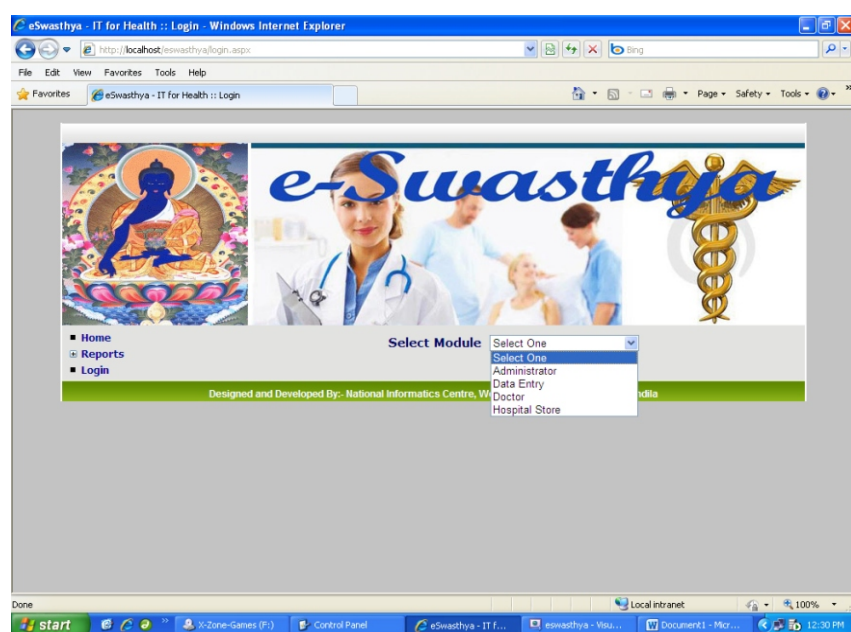 eSwasthya - IT for Health :: Login - Windows Internet Explorer
http://localhost/eswasthya/login.aspx
Bing
File Edit View Favorites Tools Help
Favorites
eSwasthya - IT for Health :: Login
Page
Safety
Tools
e-Swasthya
Home
Reports
Login
Select Module
Select One
Select One
Administrator
Data Entry
Doctor
Hospital Store
Designed and Developed By:- National Informatics Centre, W
ndila
Done
Local intranet
100%
start
X-Zone-Games (F:)
Control Panel
eSwasthya - IT f...
eswasthya - Visu...
Document1 - Micr...
12:30 PM